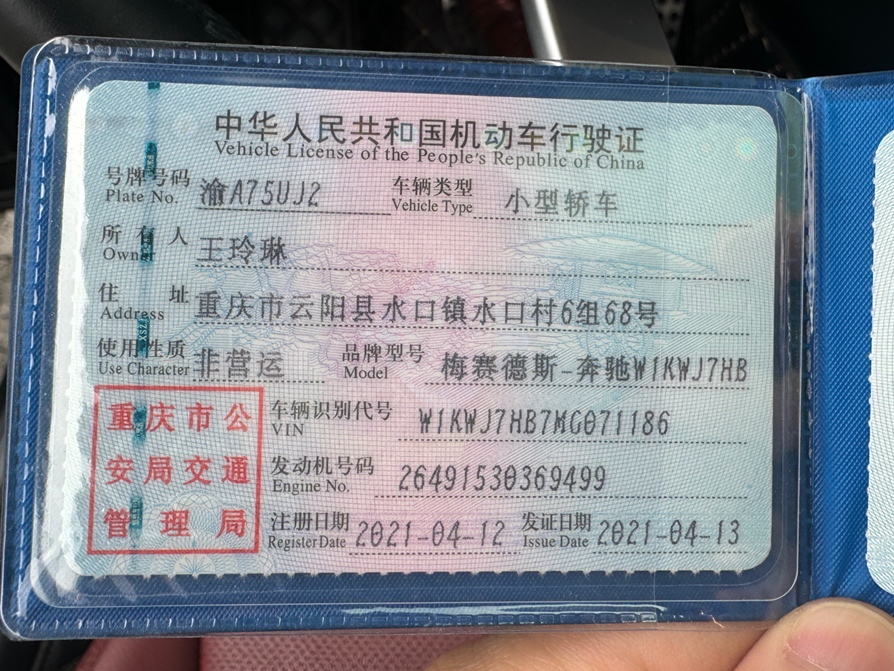 中华人民共和国机动车行驶证
Vehicle License of the People's Republic of China
号牌号码 渝A75UJ2 车辆类型 小型轿车
Plate No. Vehicle Type
所有人 王玲琳
Owner
住址 重庆市云阳县水口镇水口村6组68号
Address
使用性质 非营运 品牌型号 梅赛德斯-奔驰W1KWJ7HB
Use Character Model
重庆市公
安局交通
管理局
车辆识别代号 W1KWJ7HB7MG071186
VIN
发动机号码 26491530369499
Engine No.
注册日期 2021-04-12 发证日期 2021-04-13
Register Date Issue Date